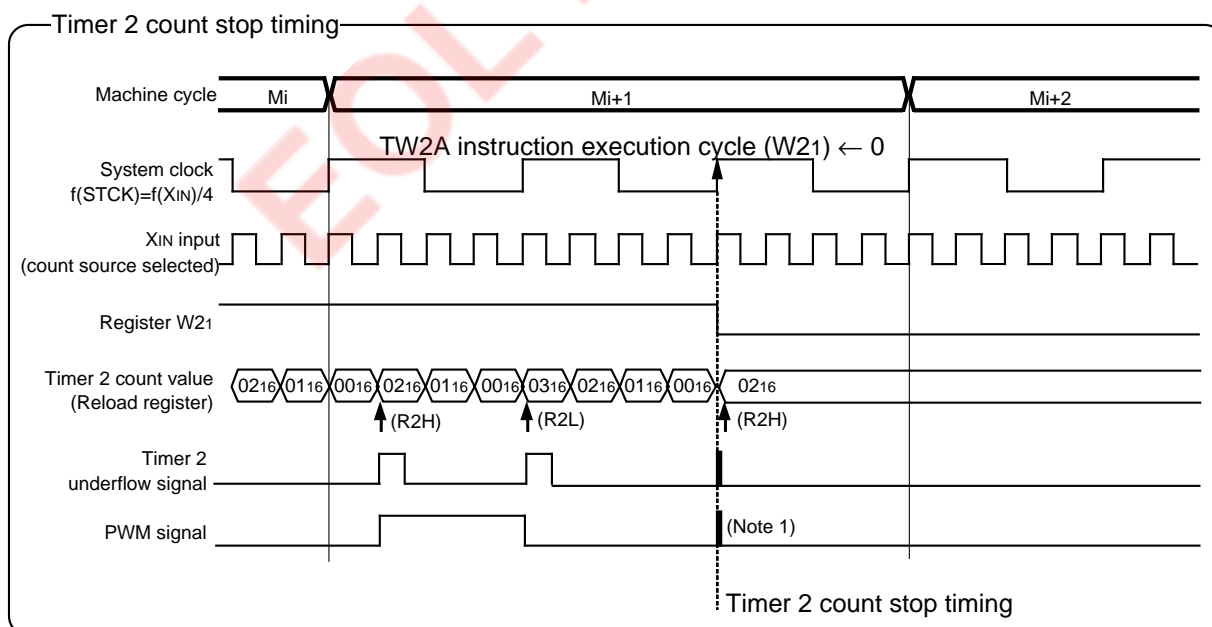 Timer 2 count stop timing
Machine cycle Mi Mi+1 Mi+2
TW2A instruction execution cycle (W21) ← 0
System clock
f(STCK)=f(XIN)/4
XIN input
(count source selected)
Register W21
Timer 2 count value
(Reload register)
0216 0116 0016 0216 0116 0016 0316 0216 0116 0016 0216
(R2H) (R2L) (R2H)
Timer 2
underflow signal
PWM signal
(Note 1)
Timer 2 count stop timing
EOL